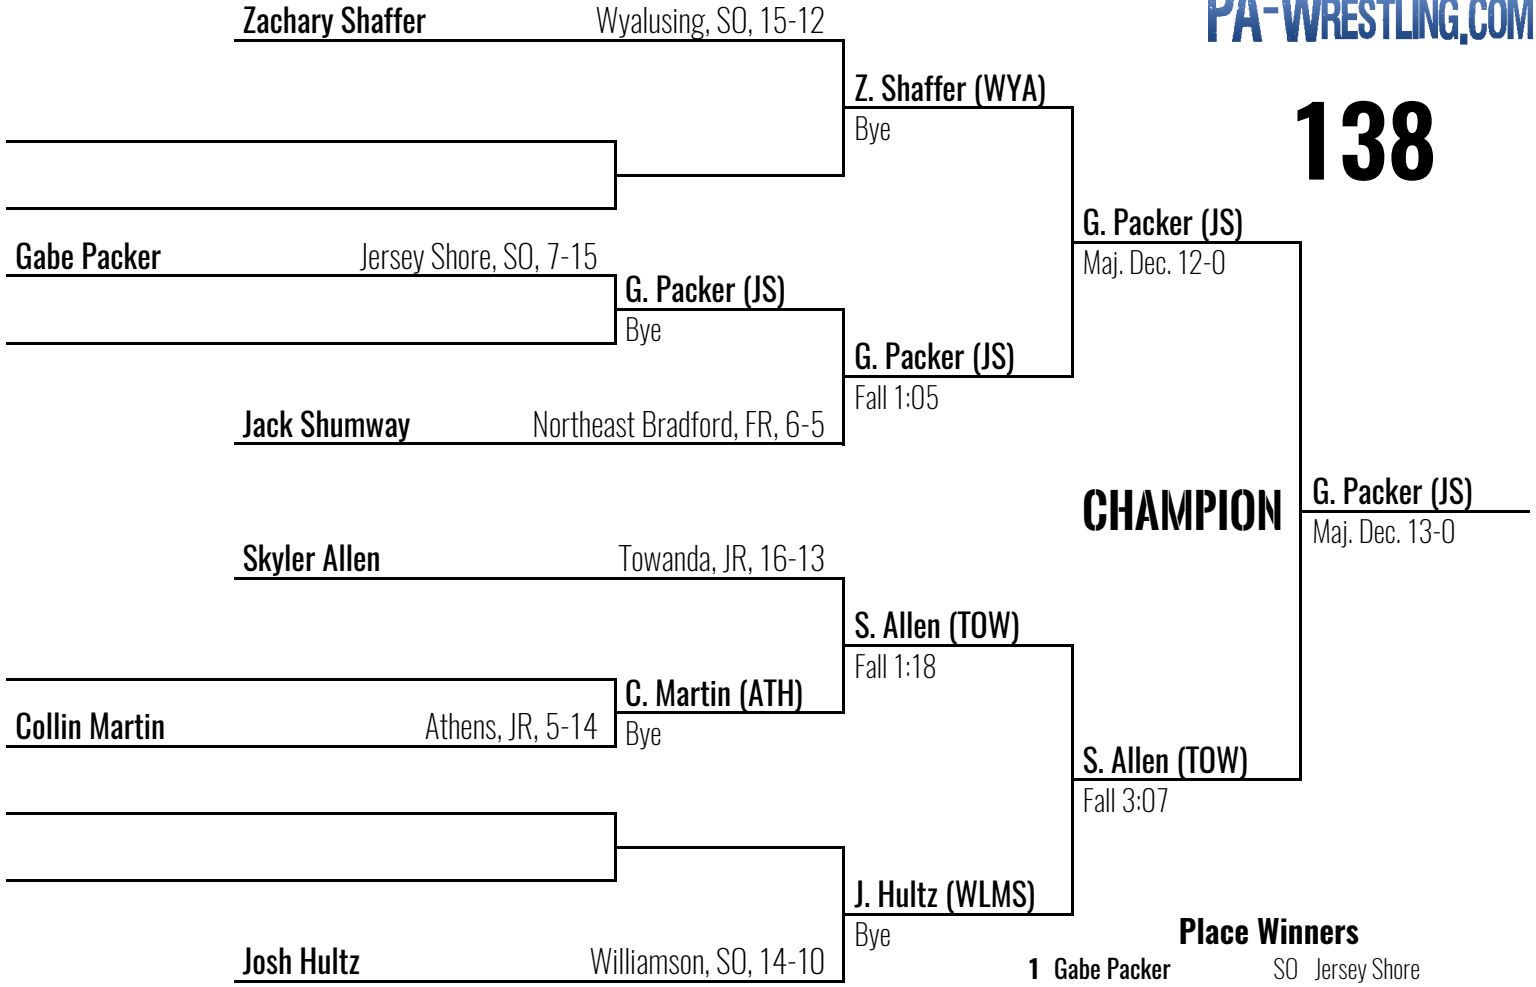 PA-WRESTLING.COM
138
Zachary Shaffer Wyalusing, SO, 15-12
Z. Shaffer (WYA)
Bye
G. Packer (JS)
Maj. Dec. 12-0
Gabe Packer Jersey Shore, SO, 7-15
G. Packer (JS)
Bye
G. Packer (JS)
Fall 1:05
Jack Shumway Northeast Bradford, FR, 6-5
CHAMPION
G. Packer (JS)
Maj. Dec. 13-0
Skyler Allen Towanda, JR, 16-13
S. Allen (TOW)
Fall 1:18
C. Martin (ATH)
Bye
Collin Martin Athens, JR, 5-14
S. Allen (TOW)
Fall 3:07
J. Hultz (WLMS)
Bye
Josh Hultz Williamson, SO, 14-10
Place Winners
1 Gabe Packer SO Jersey Shore